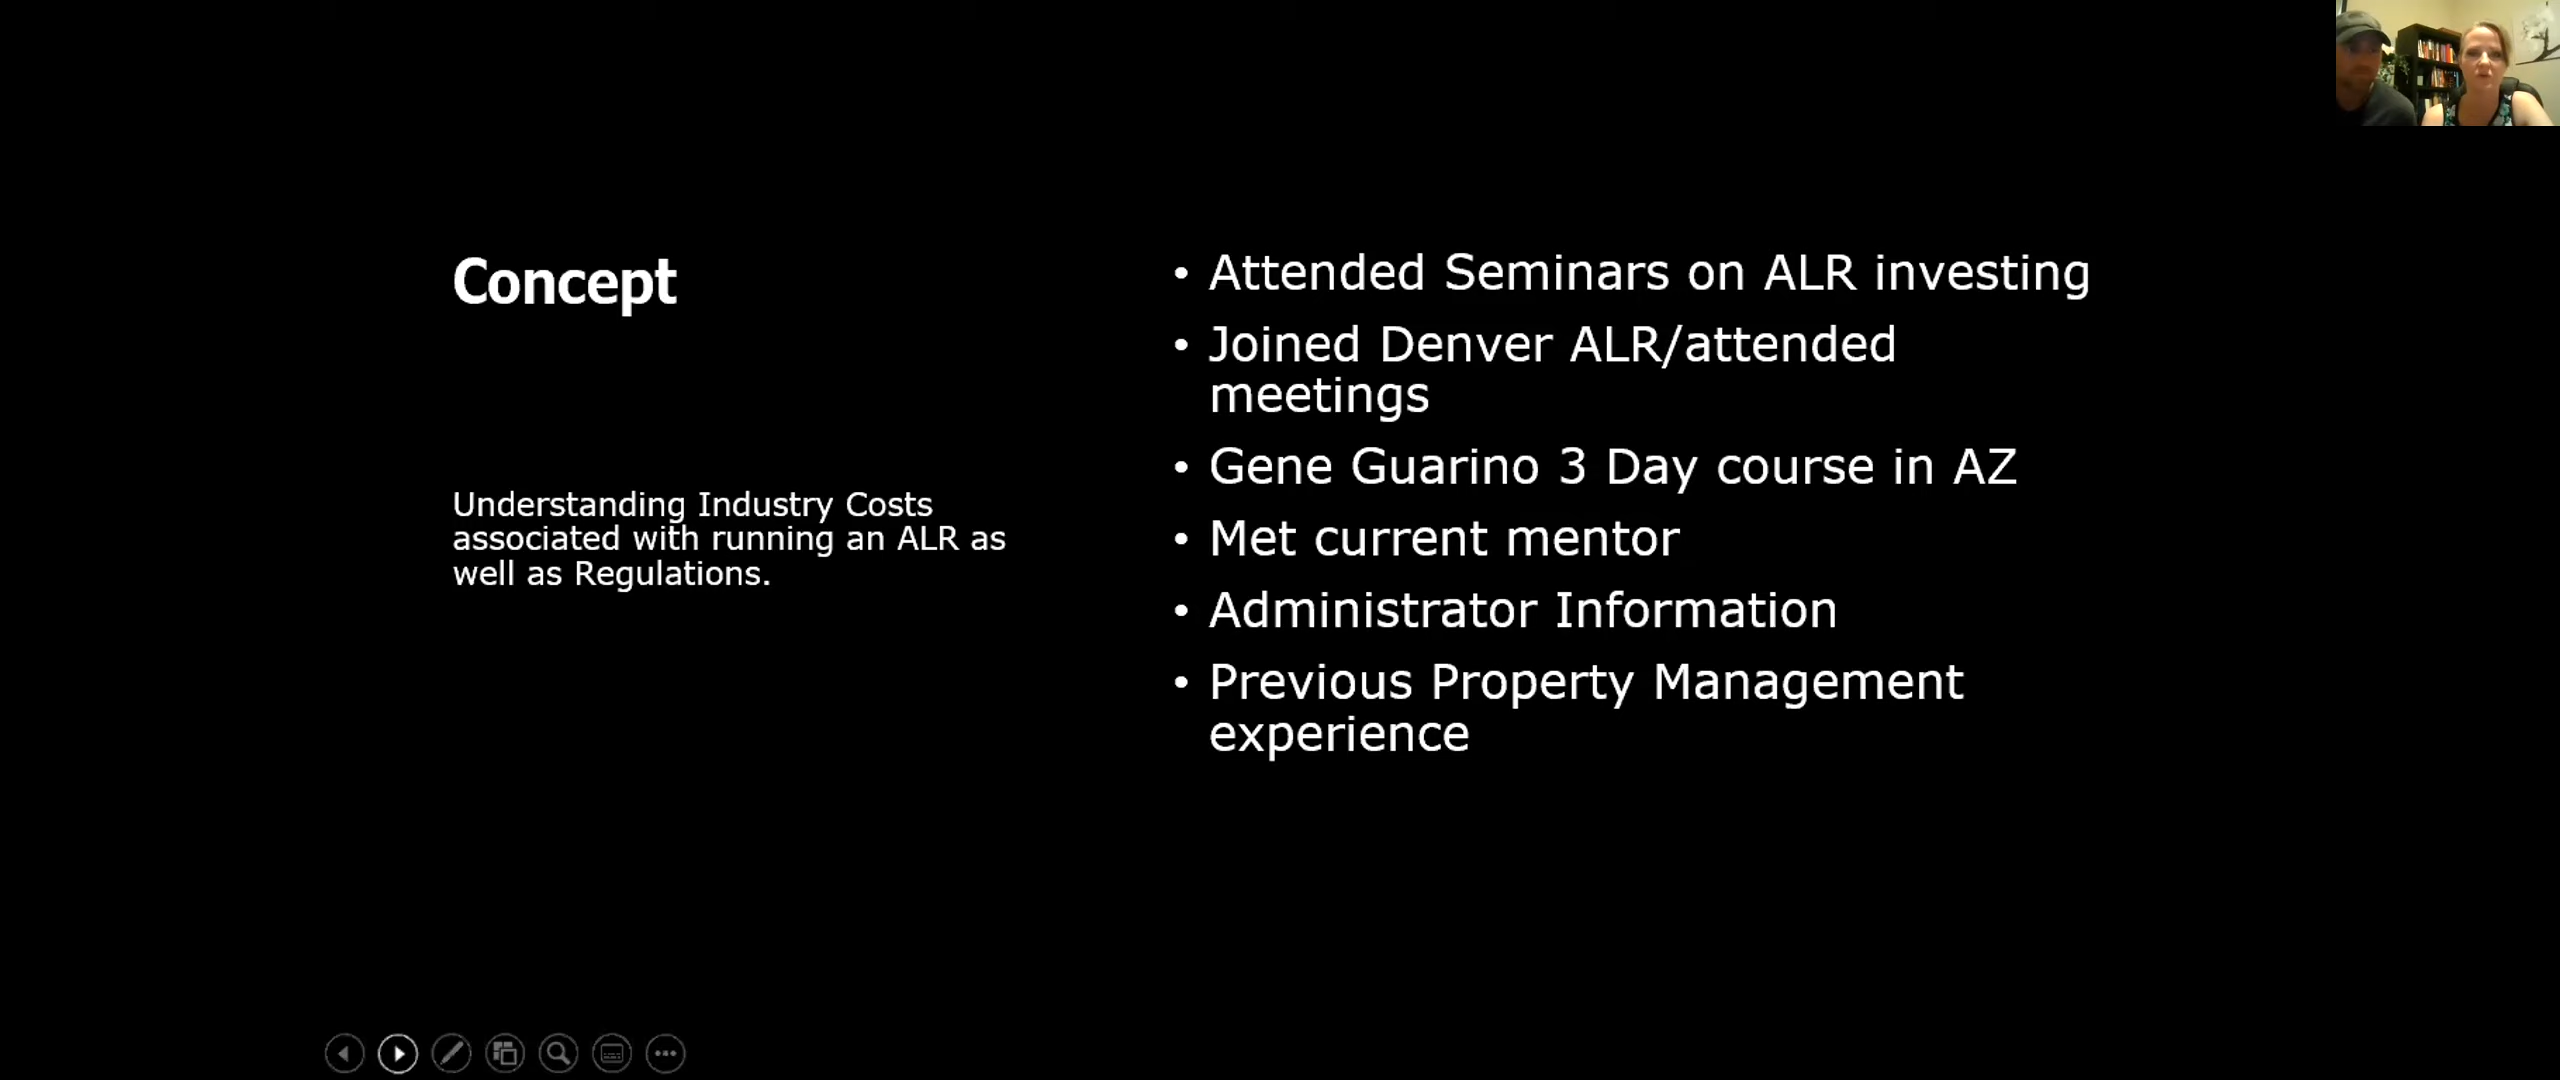 Concept
Understanding Industry Costs
associated with running an ALR as
well as Regulations.
• Attended Seminars on ALR investing
• Joined Denver ALR/attended
meetings
• Gene Guarino 3 Day course in AZ
• Met current mentor
• Administrator Information
• Previous Property Management
experience